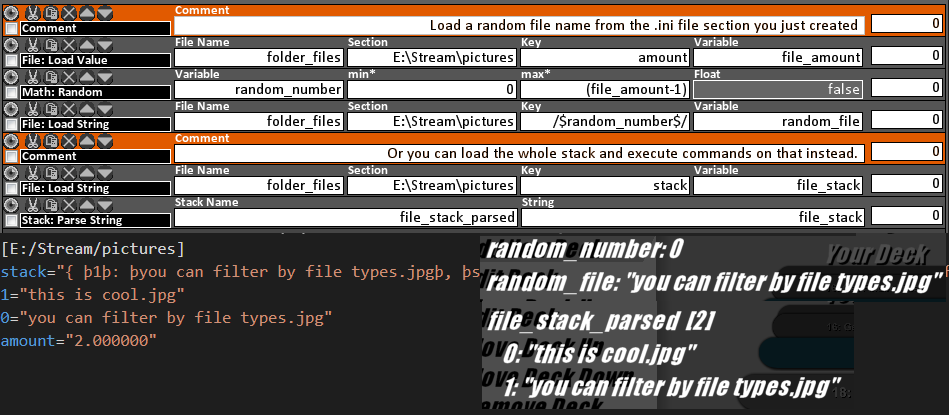 Comment
Comment
Load a random file name from the .ini file section you just created
0
File Name
Section
Key
Variable
File: Load Value
folder_files
E:\Stream\pictures
amount
file_amount
0
Variable
min*
max*
Float
Math: Random
random_number
0
(file_amount-1)
false
0
File Name
Section
Key
Variable
File: Load String
folder_files
E:\Stream\pictures
/$random_number$/
random_file
0
Comment
Comment
Or you can load the whole stack and execute commands on that instead.
0
File Name
Section
Key
Variable
File: Load String
folder_files
E:\Stream\pictures
stack
file_stack
0
Stack Name
String
Stack: Parse String
file_stack_parsed
file_stack
0
[E:/Stream/pictures]
stack="{ þ1þ: þyou can filter by file types.jpgþ, þs
1="this is cool.jpg"
0="you can filter by file types.jpg"
amount="2.000000"
random_number: 0
random_file: "you can filter by file types.jpg"
file_stack_parsed [2]
0: "this is cool.jpg"
1: "you can filter by file types.jpg"
Your Deck